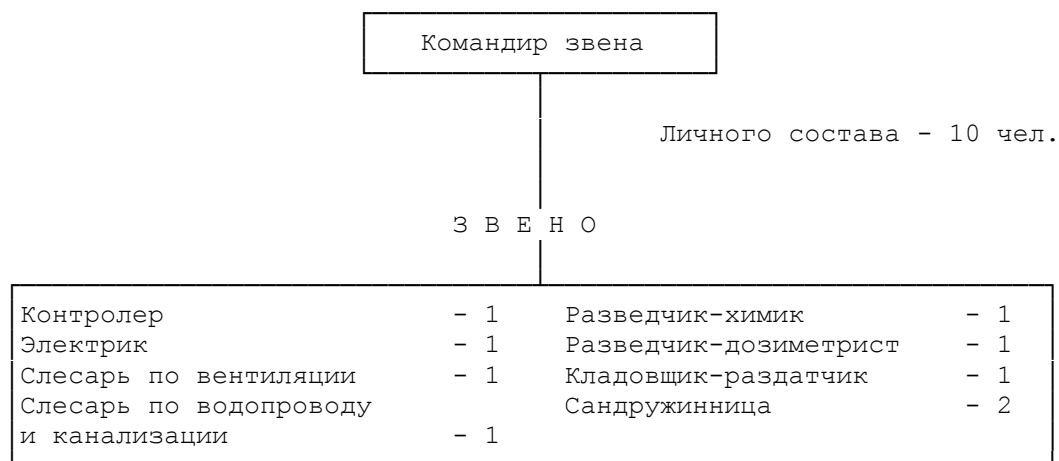 Командир звена
Личного состава - 10 чел.
З В Е Н О
Контролер - 1 Разведчик-химик - 1
Электрик - 1 Разведчик-дозиметрист - 1
Слесарь по вентиляции - 1 Кладовщик-раздатчик - 1
Слесарь по водопроводу Сандружинница - 2
и канализации - 1